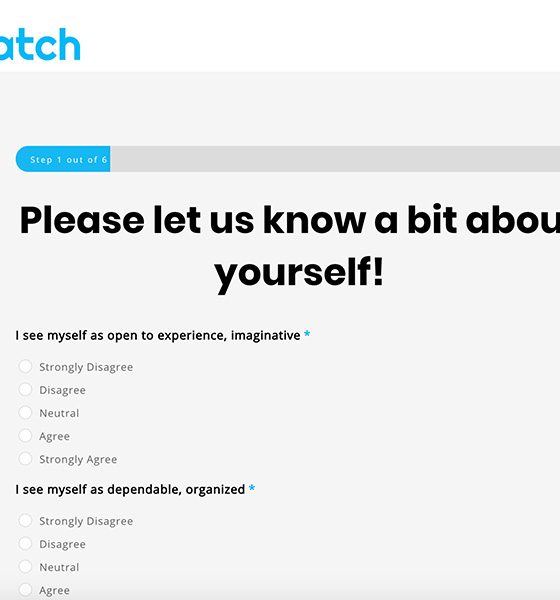 atch
Step 1 out of 6
Please let us know a bit abou
yourself!
I see myself as open to experience, imaginative *
Strongly Disagree
Disagree
Neutral
Agree
Strongly Agree
I see myself as dependable, organized *
Strongly Disagree
Disagree
Neutral
Agree